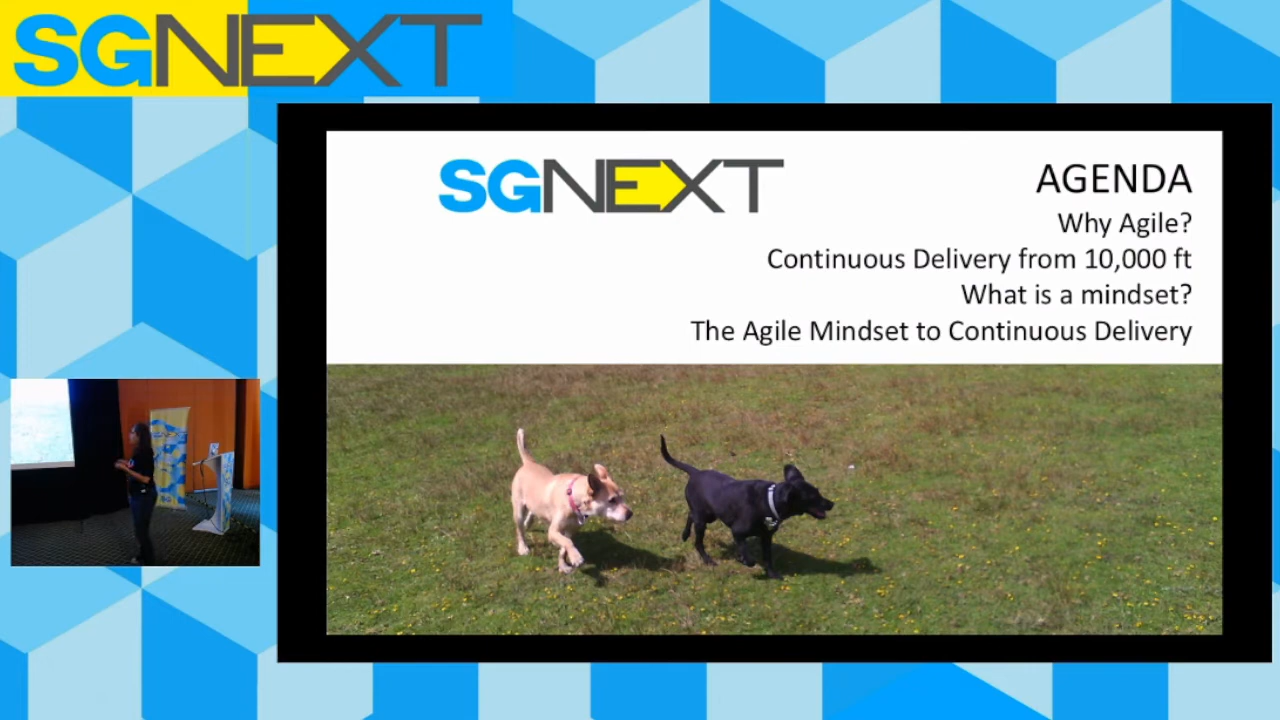 SGNEXT
SGNEXT
AGENDA
Why Agile?
Continuous Delivery from 10,000 ft
What is a mindset?
The Agile Mindset to Continuous Delivery